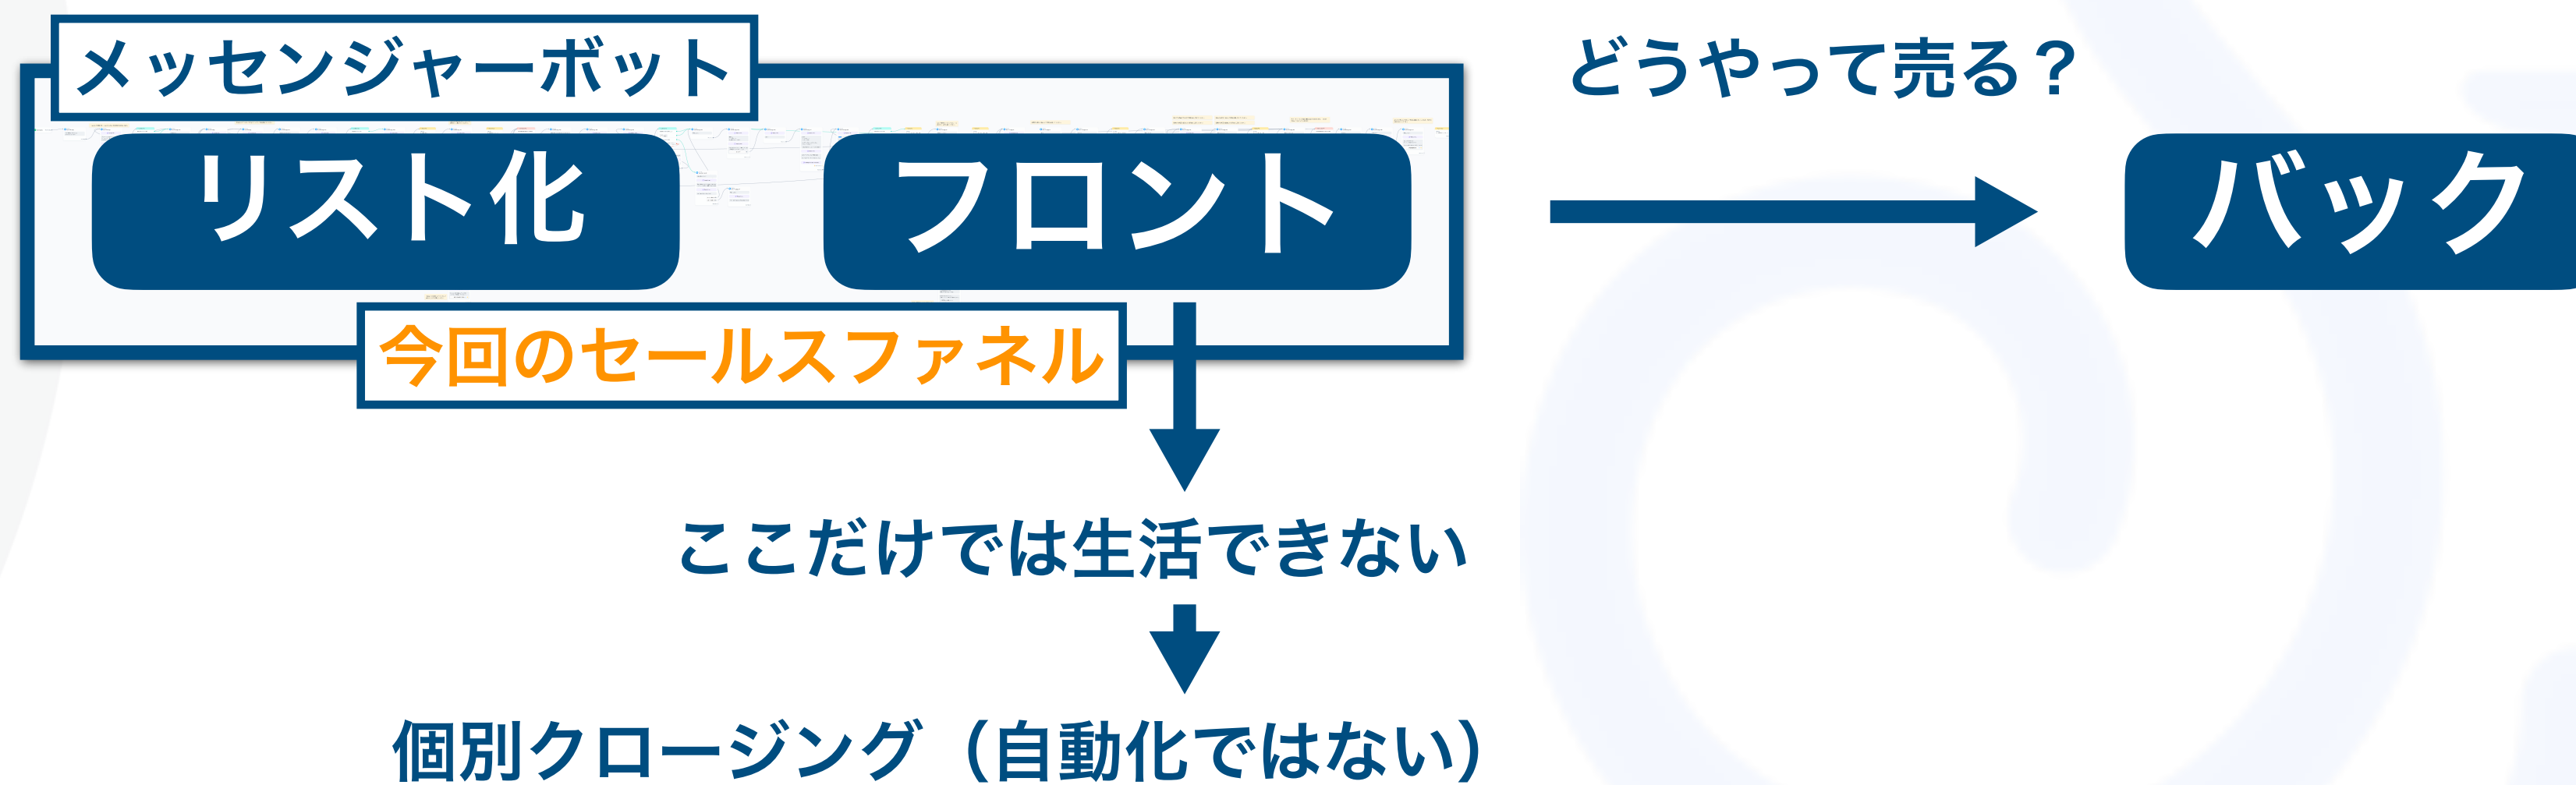 メッセンジャーボット
どうやって売る？
リスト化
フロント
バック
今回のセールスファネル
ここだけでは生活できない
個別クロージング（自動化ではない）